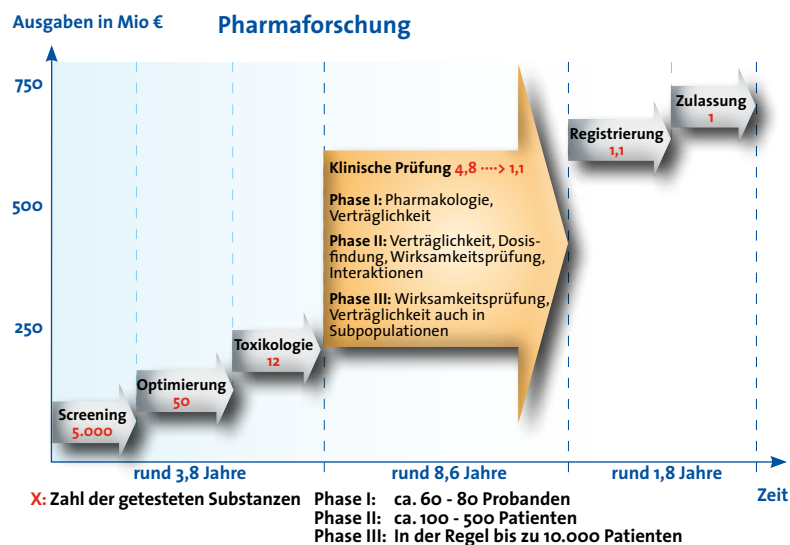 Ausgaben in Mio €
Pharmaforschung
750
500
250
Screening
5.000
Optimierung
50
Toxikologie
12
Klinische Prüfung 4,8 ····> 1,1
Phase I: Pharmakologie,
Verträglichkeit
Phase II: Verträglichkeit, Dosis-
findung, Wirksamkeitsprüfung,
Interaktionen
Phase III: Wirksamkeitsprüfung,
Verträglichkeit auch in
Subpopulationen
Registrierung
1,1
Zulassung
1
rund 3,8 Jahre
rund 8,6 Jahre
rund 1,8 Jahre
Zeit
X: Zahl der getesteten Substanzen
Phase I: ca. 60 - 80 Probanden
Phase II: ca. 100 - 500 Patienten
Phase III: In der Regel bis zu 10.000 Patienten